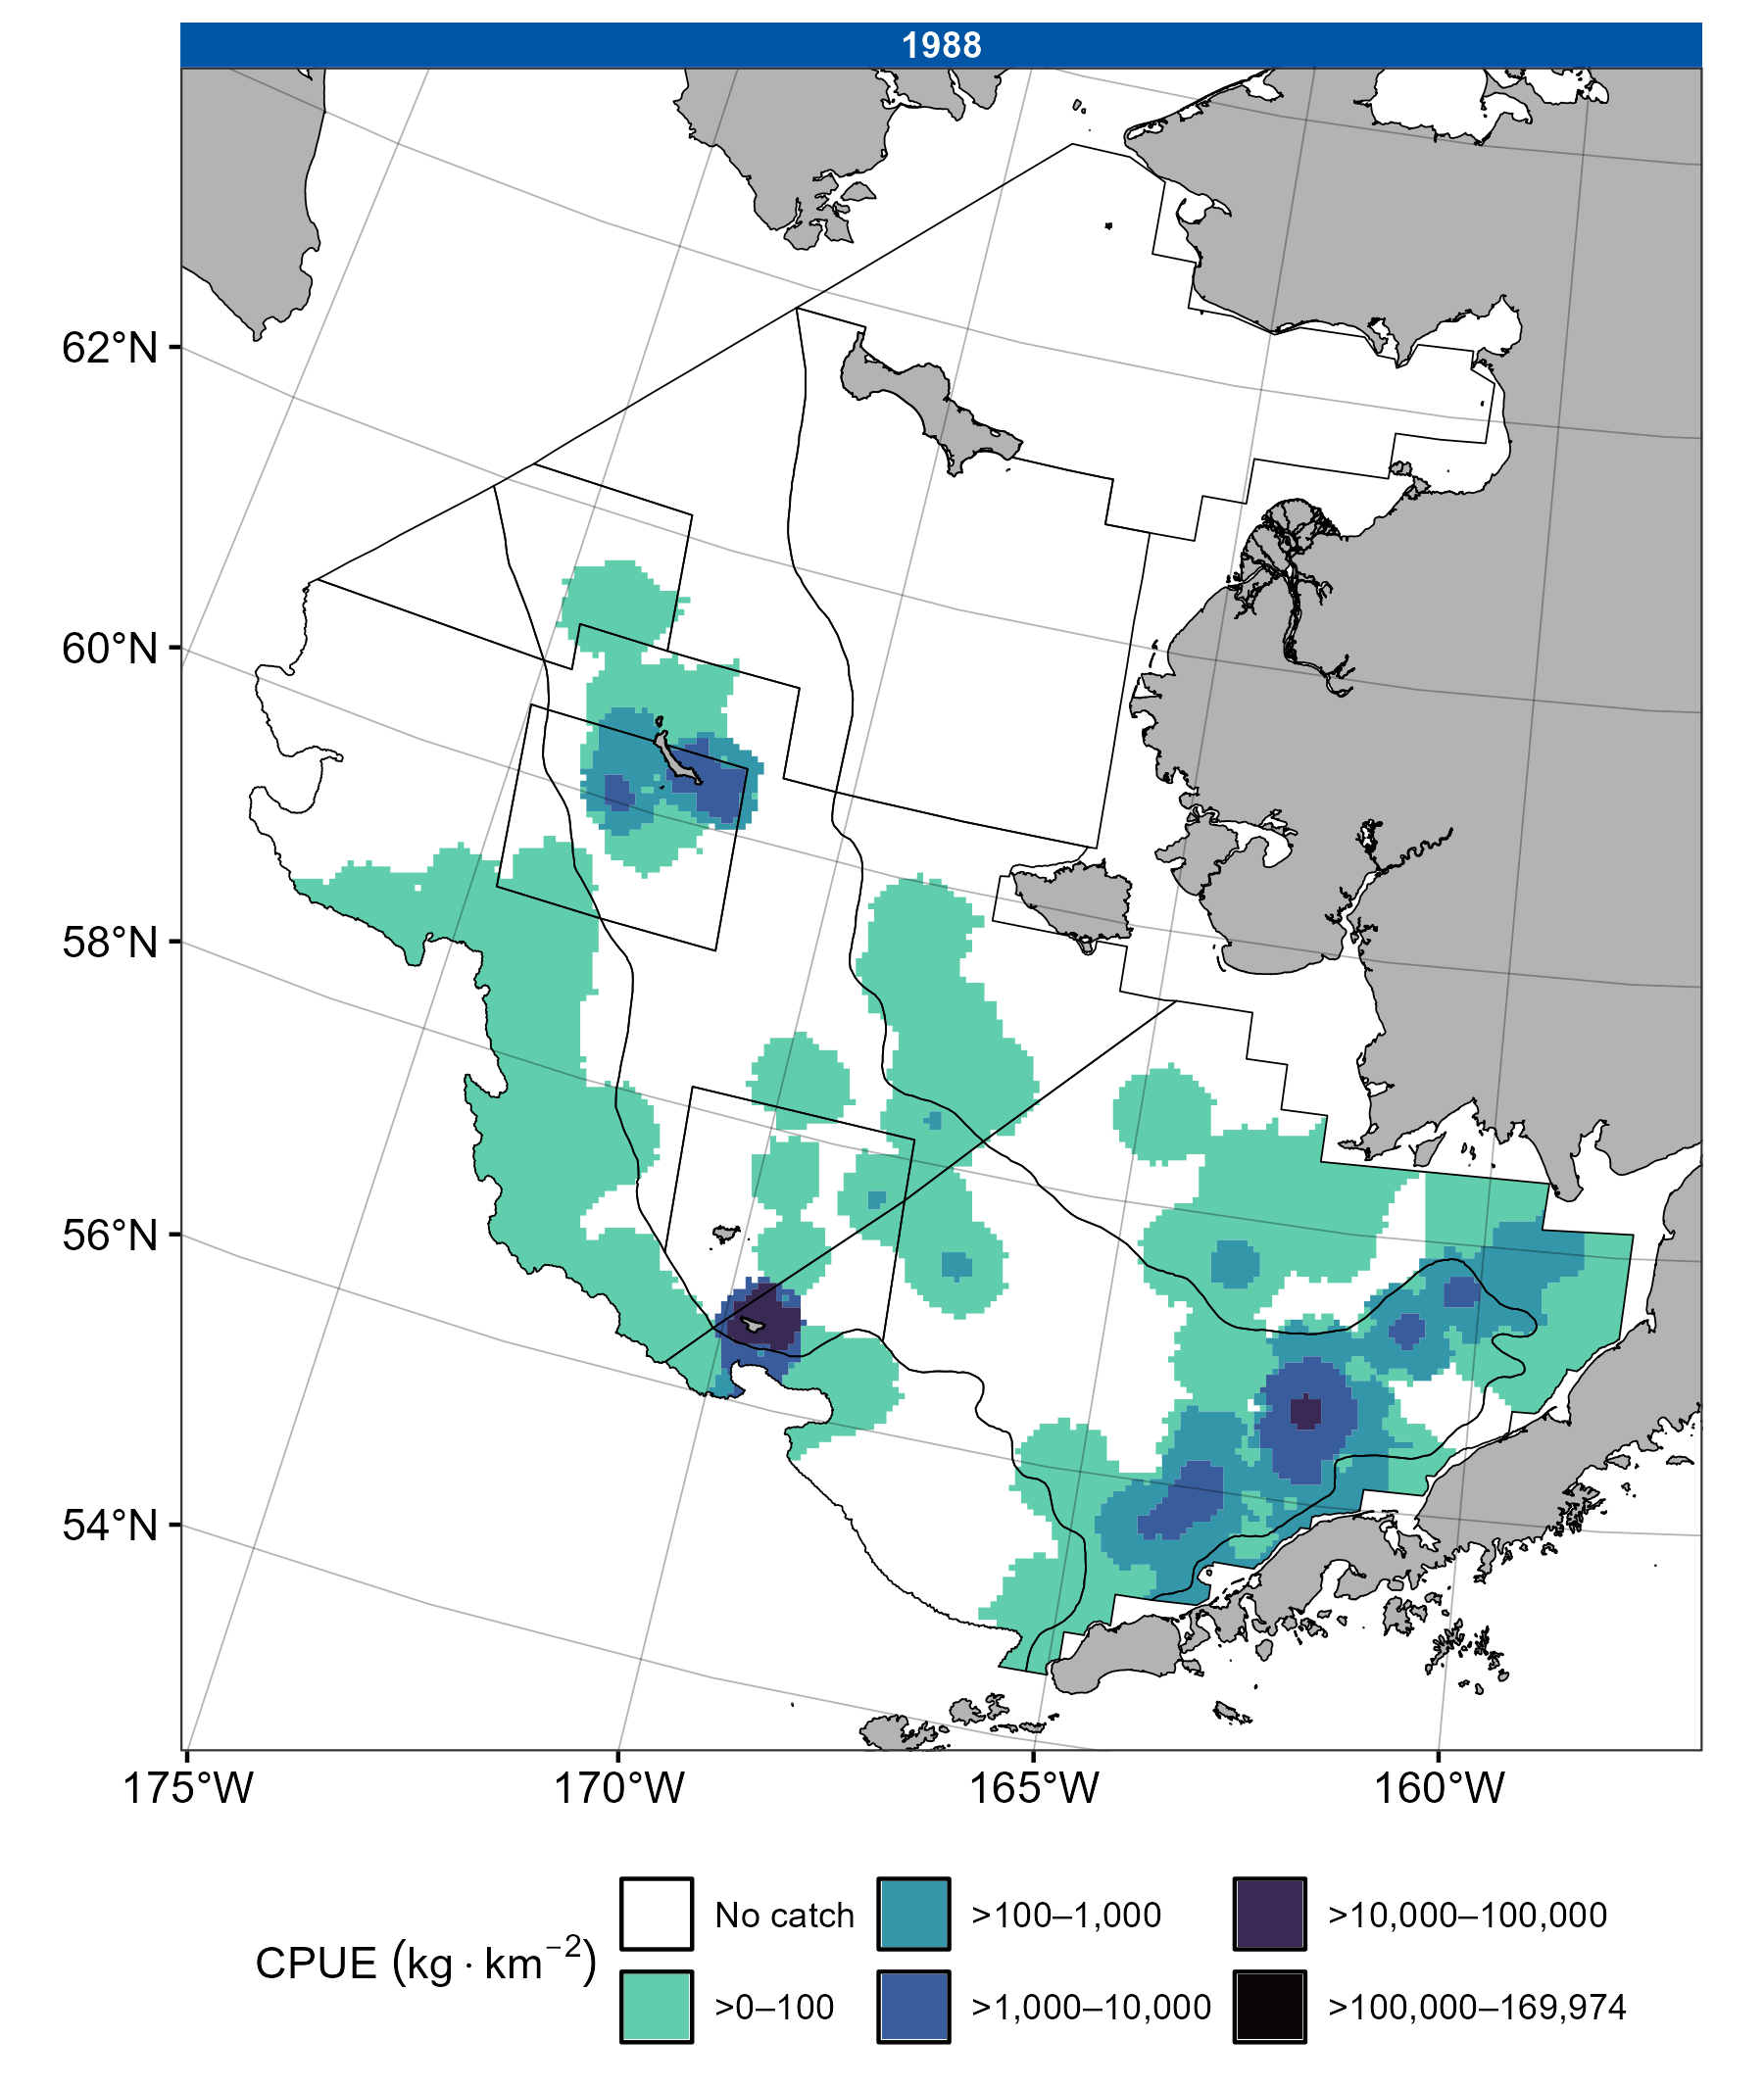 1988
62°N
60°N
58°N
56°N
54°N
175°W 170°W 165°W 160°W
CPUE (kg · km⁻²)
No catch
>0–100
>100–1,000
>1,000–10,000
>10,000–100,000
>100,000–169,974